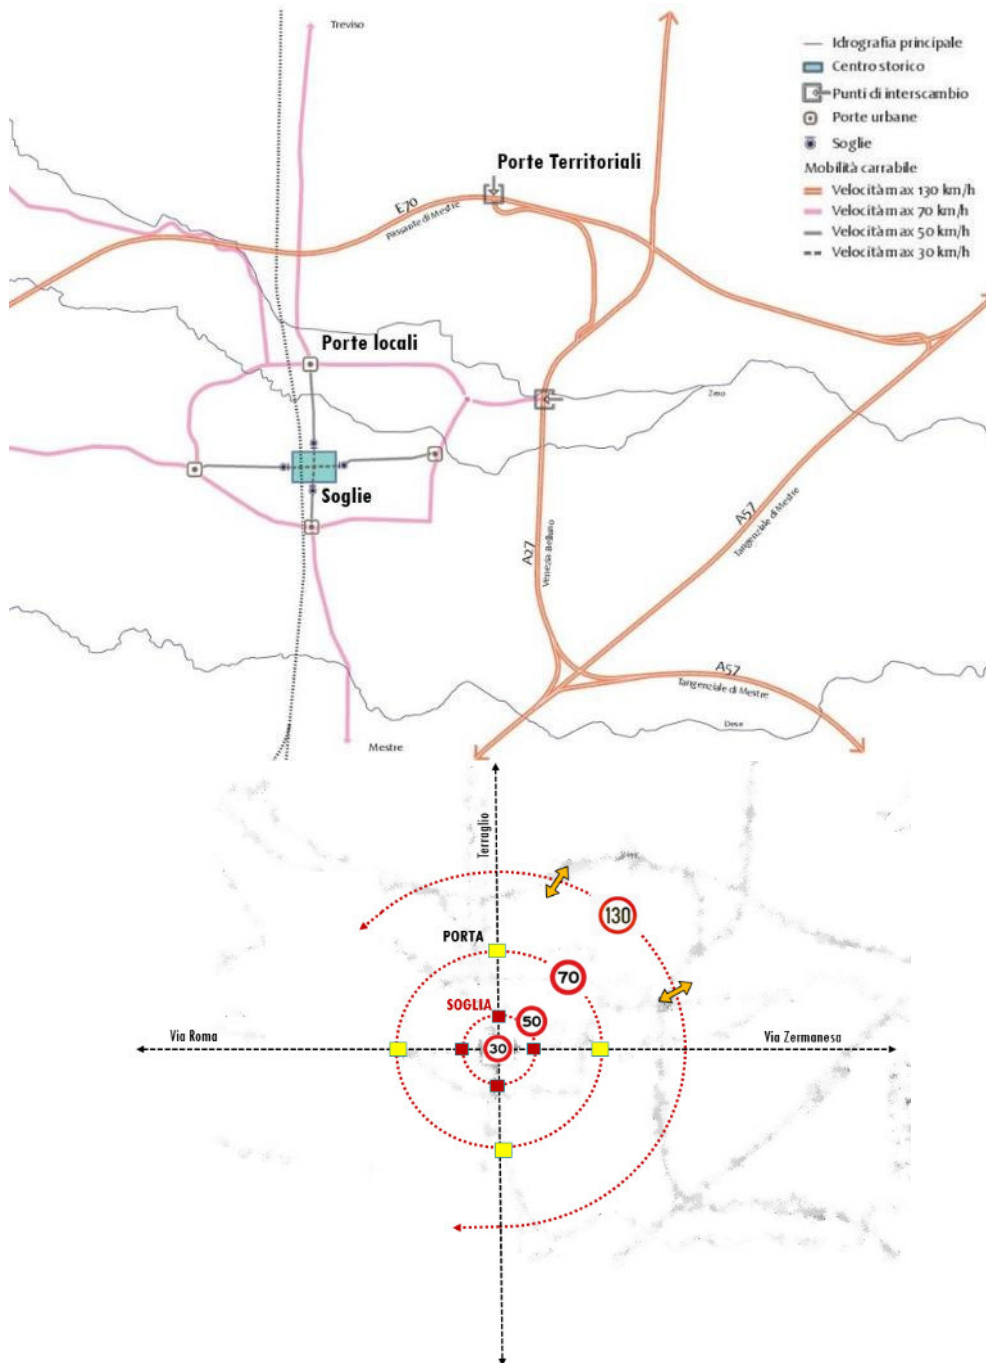 Treviso
Idrografia principale
Centro storico
Punti di interscambio
Porte urbane
Soglie
Mobilità carrabile
Velocità max 130 km/h
Velocità max 70 km/h
Velocità max 50 km/h
Velocità max 30 km/h
Porte Territoriali
E70
Passante di Mestre
Porte locali
Zero
Soglie
A27
Venezia Belluno
A57
Tangenziale di Mestre
A57
Tangenziale di Mestre
Dese
Mestre
Terraglio
130
PORTA
70
SOGLIA
50
Via Roma
30
Via Zermanesa